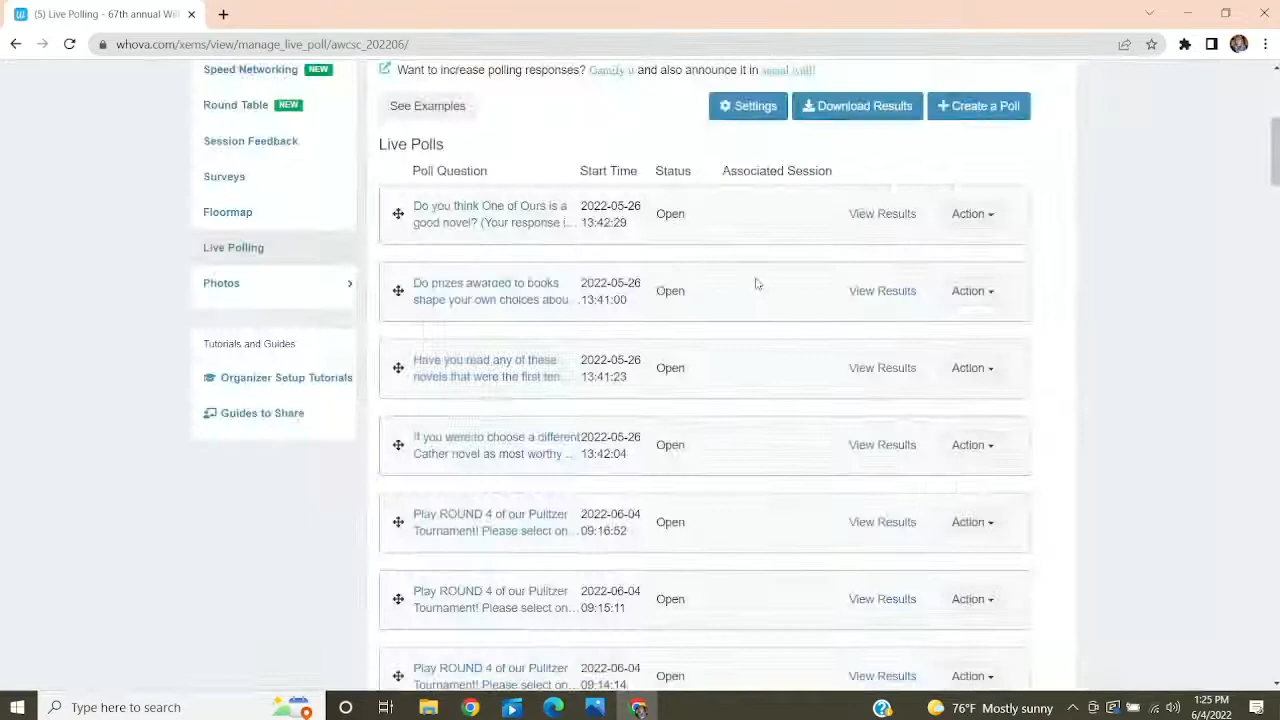 (5) Live Polling - 67th annual Will
whova.com/xems/view/manage_live_poll/awcsc_202206/
Speed Networking NEW
Round Table NEW
Session Feedback
Surveys
Floormap
Live Polling
Photos
Tutorials and Guides
Organizer Setup Tutorials
Guides to Share
Want to increase polling responses? Gamify it and also announce it in
See Examples
Settings
Download Results
Create a Poll
Live Polls
Poll Question Start Time Status Associated Session
Do you think One of Ours is a 2022-05-26
good novel? (Your response i... 13:42:29
Open View Results Action
Do prizes awarded to books 2022-05-26
shape your own choices abou... 13:41:00
Open View Results Action
Have you read any of these 2022-05-26
novels that were the first ten 13:41:23
Open View Results Action
If you were to choose a different 2022-05-26
Cather novel as most worthy ... 13:42:04
Open View Results Action
Play ROUND 4 of our Pulitzer 2022-06-04
Tournament! Please select on... 09:16:52
Open View Results Action
Play ROUND 4 of our Pulitzer 2022-06-04
Tournament! Please select on... 09:15:11
Open View Results Action
Play ROUND 4 of our Pulitzer 2022-06-04
Tournament! Please select on... 09:14:14
Open View Results Action
Type here to search
76°F Mostly sunny
1:25 PM
6/4/2022